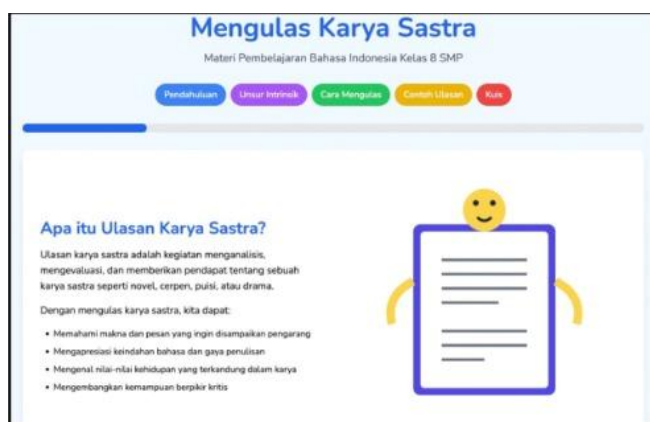 Mengulas Karya Sastra
Materi Pembelajaran Bahasa Indonesia Kelas 8 SMP
Pendahuluan Unsur Intrinsik Cara Mengulas Contoh Ulasan Kuis
Apa itu Ulasan Karya Sastra?
Ulasan karya sastra adalah kegiatan menganalisis,
mengevaluasi, dan memberikan pendapat tentang sebuah
karya sastra seperti novel, cerpen, puisi, atau drama.
Dengan mengulas karya sastra, kita dapat:
• Memahami makna dan pesan yang ingin disampaikan pengarang
• Mengapresiasi keindahan bahasa dan gaya penulisan
• Mengenal nilai-nilai kehidupan yang terkandung dalam karya
• Mengembangkan kemampuan berpikir kritis